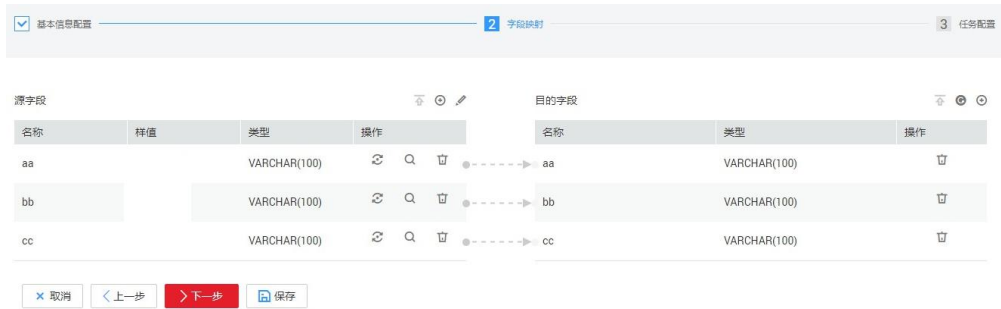 基本信息配置 2 字段映射 3 任务配置
源字段 目的字段
名称 样值 类型 操作 名称 类型 操作
aa VARCHAR(100) aa VARCHAR(100)
bb VARCHAR(100) bb VARCHAR(100)
cc VARCHAR(100) cc VARCHAR(100)
取消 上一步 下一步 保存